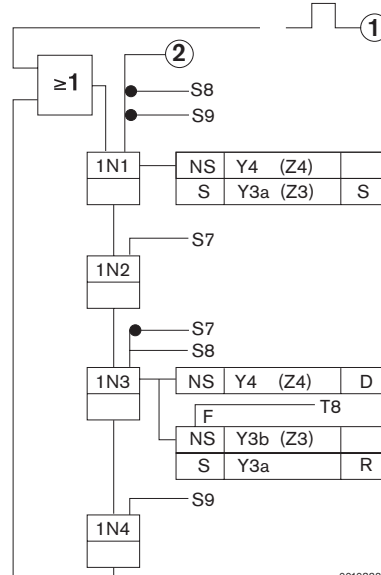 1
≥1
2
S8
S9
1N1 NS Y4 (Z4)
S Y3a (Z3) S
S7
1N2
S7
S8
1N3 NS Y4 (Z4) D
T8
F
NS Y3b (Z3)
S Y3a R
S9
1N4